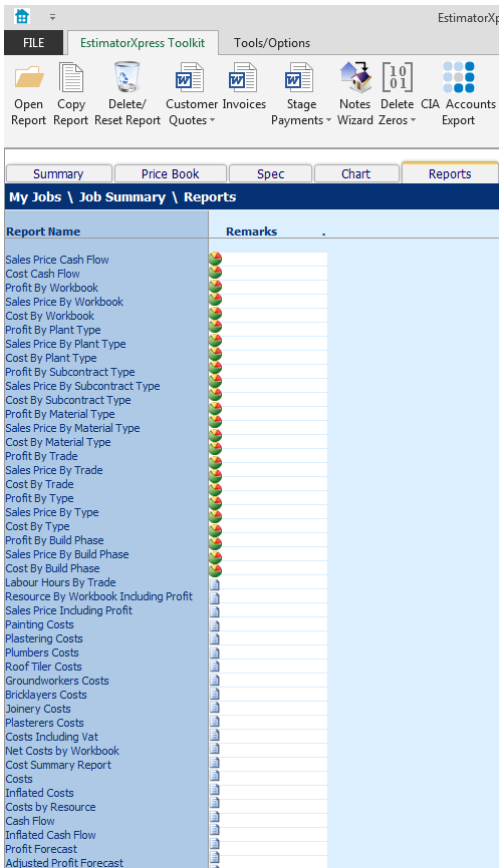 EstimatorXp
FILE EstimatorXpress Toolkit Tools/Options
10
01
Open Copy Delete/ Customer Invoices Stage Notes Delete CIA Accounts
Report Report Reset Report Quotes Payments Wizard Zeros Export
Summary Price Book Spec Chart Reports
My Jobs \ Job Summary \ Reports
Report Name Remarks .
Sales Price Cash Flow
Cost Cash Flow
Profit By Workbook
Sales Price By Workbook
Cost By Workbook
Profit By Plant Type
Sales Price By Plant Type
Cost By Plant Type
Profit By Subcontract Type
Sales Price By Subcontract Type
Cost By Subcontract Type
Profit By Material Type
Sales Price By Material Type
Cost By Material Type
Profit By Trade
Sales Price By Trade
Cost By Trade
Profit By Type
Sales Price By Type
Cost By Type
Profit By Build Phase
Sales Price By Build Phase
Cost By Build Phase
Labour Hours By Trade
Resource By Workbook Including Profit
Sales Price Including Profit
Painting Costs
Plastering Costs
Plumbers Costs
Roof Tiler Costs
Groundworkers Costs
Bricklayers Costs
Joinery Costs
Plasterers Costs
Costs Including Vat
Net Costs by Workbook
Cost Summary Report
Costs
Inflated Costs
Costs by Resource
Cash Flow
Inflated Cash Flow
Profit Forecast
Adjusted Profit Forecast